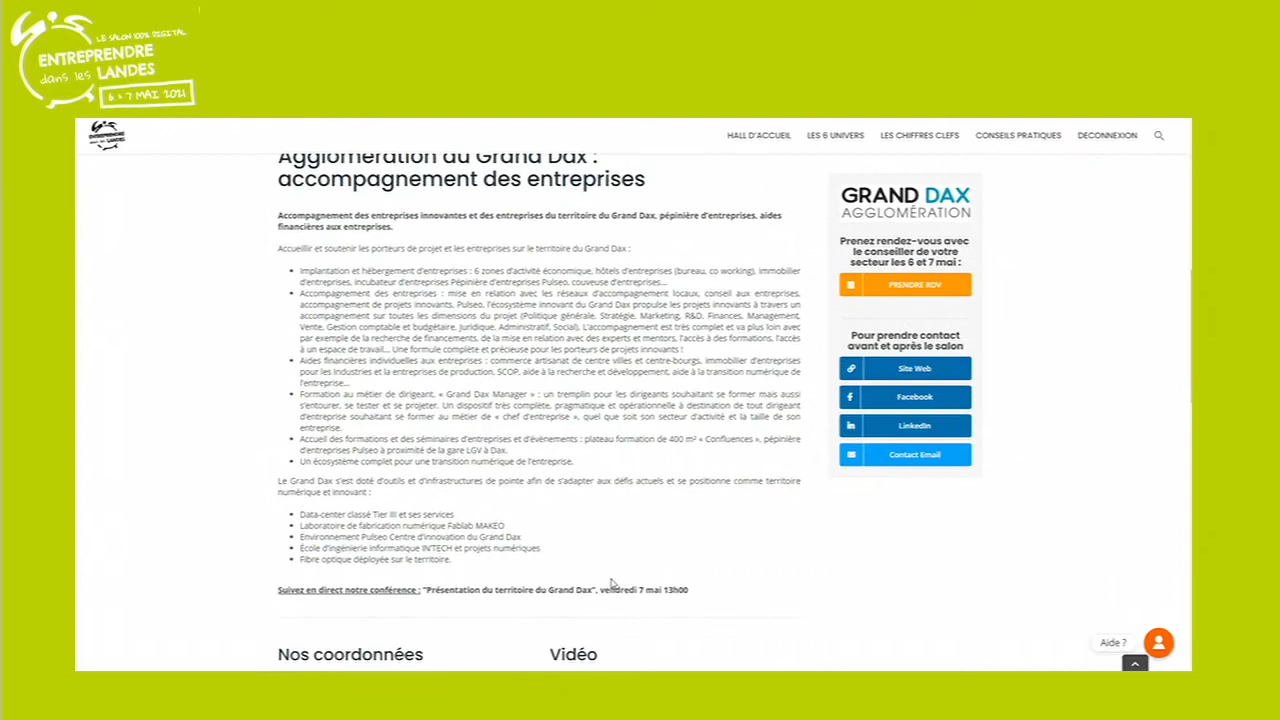 LE SALON 100% DIGITAL
ENTREPRENDRE
dans les LANDES
6 & 7 MAI 2021
ENTREPRENDRE
dans les LANDES
HALL D'ACCUEIL
LES 6 UNIVERS
LES CHIFFRES CLEFS
CONSEILS PRATIQUES
DECONNEXION
Agglomération du Grand Dax :
accompagnement des entreprises
Accompagnement des entreprises innovantes et des entreprises du territoire du Grand Dax, pépinière d'entreprises, aides
financières aux entreprises.
Accueillir et soutenir les porteurs de projet et les entreprises sur le territoire du Grand Dax :
• Implantation et hébergement d'entreprises : 6 zones d'activité économique, hôtels d'entreprises (bureau, co working), immobilier
d'entreprises, incubateur d'entreprises Pépinière d'entreprises Pulseo, couveuse d'entreprises...
• Accompagnement des entreprises : mise en relation avec les réseaux d'accompagnement locaux, conseil aux entreprises,
accompagnement de projets innovants. Pulseo, l'écosystème innovant du Grand Dax propulse les projets innovants à travers un
accompagnement sur toutes les dimensions du projet (Politique générale, Stratégie, Marketing, R&D, Finances, Management,
Vente, Gestion comptable et budgétaire, Juridique, Administratif, Social). L'accompagnement est très complet et va plus loin avec
par exemple de la recherche de financements, de la mise en relation avec des experts et mentors, l'accès à des formations, l'accès
à un espace de travail... Une formule complète et précieuse pour les porteurs de projets innovants !
• Aides financières individuelles aux entreprises : commerce artisanat de centre villes et centre-bourgs, immobilier d'entreprises
pour les industries et la entreprises de production, SCOP, aide à la recherche et développement, aide à la transition numérique de
l'entreprise...
• Formation au métier de dirigeant, « Grand Dax Manager » : un tremplin pour les dirigeants souhaitant se former mais aussi
s'entourer, se tester et se projeter. Un dispositif très complète, pragmatique et opérationnelle à destination de tout dirigeant
d'entreprise souhaitant se former au métier de « chef d'entreprise », quel que soit son secteur d'activité et la taille de son
entreprise.
• Accueil des formations et des séminaires d'entreprises et d'évènements : plateau formation de 400 m² « Confluences », pépinière
d'entreprises Pulseo à proximité de la gare LGV à Dax.
• Un écosystème complet pour une transition numérique de l'entreprise.
Le Grand Dax s'est doté d'outils et d'infrastructures de pointe afin de s'adapter aux défis actuels et se positionne comme territoire
numérique et innovant :
• Data-center classé Tier III et ses services
• Laboratoire de fabrication numérique Fablab MAKEO
• Environnement Pulseo Centre d'innovation du Grand Dax
• École d'ingénierie informatique IN'TECH et projets numériques
• Fibre optique déployée sur le territoire.
Suivez en direct notre conférence : "Présentation du territoire du Grand Dax", vendredi 7 mai 13h00
Nos coordonnées
Vidéo
GRAND DAX
AGGLOMÉRATION
Prenez rendez-vous avec
le conseiller de votre
secteur les 6 et 7 mai :
PRENDRE RDV
Pour prendre contact
avant et après le salon
Site Web
Facebook
LinkedIn
Contact Email
Aide ?